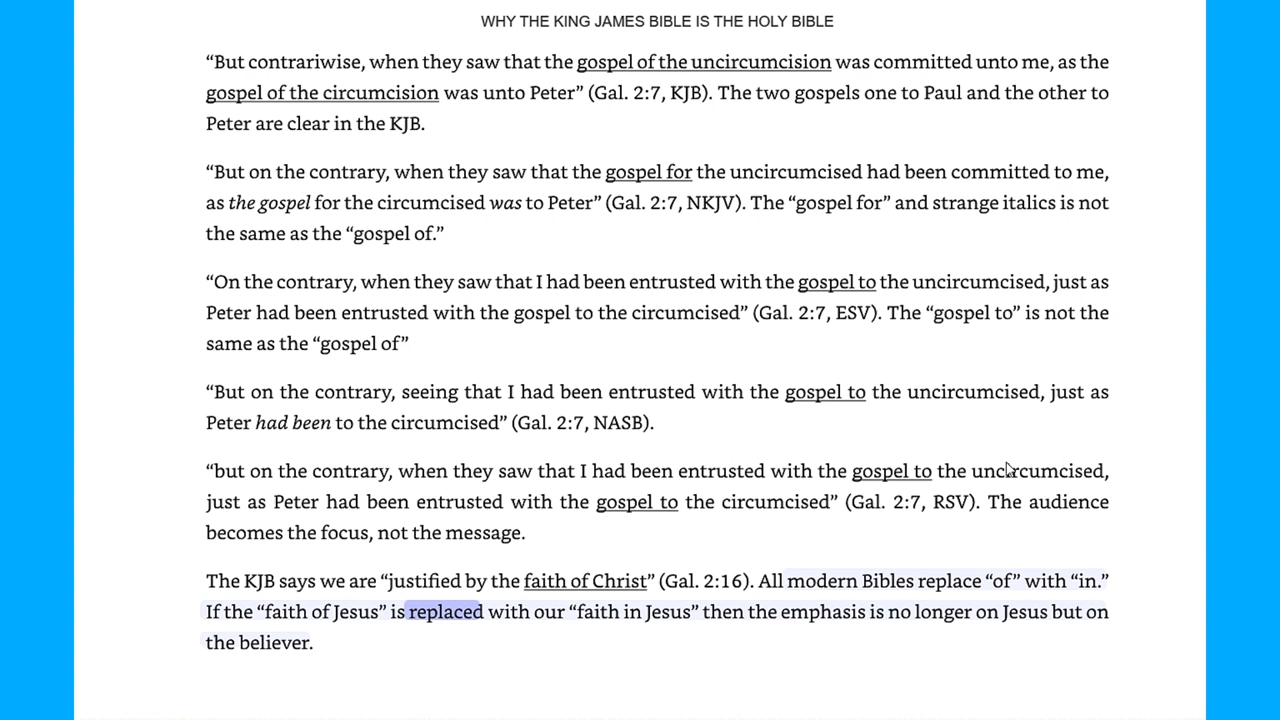 WHY THE KING JAMES BIBLE IS THE HOLY BIBLE
“But contrariwise, when they saw that the gospel of the uncircumcision was committed unto me, as the
gospel of the circumcision was unto Peter” (Gal. 2:7, KJB). The two gospels one to Paul and the other to
Peter are clear in the KJB.
“But on the contrary, when they saw that the gospel for the uncircumcised had been committed to me,
as the gospel for the circumcised was to Peter” (Gal. 2:7, NKJV). The “gospel for” and strange italics is not
the same as the “gospel of.”
“On the contrary, when they saw that I had been entrusted with the gospel to the uncircumcised, just as
Peter had been entrusted with the gospel to the circumcised” (Gal. 2:7, ESV). The “gospel to” is not the
same as the “gospel of”
“But on the contrary, seeing that I had been entrusted with the gospel to the uncircumcised, just as
Peter had been to the circumcised” (Gal. 2:7, NASB).
“but on the contrary, when they saw that I had been entrusted with the gospel to the uncircumcised,
just as Peter had been entrusted with the gospel to the circumcised” (Gal. 2:7, RSV). The audience
becomes the focus, not the message.
The KJB says we are “justified by the faith of Christ” (Gal. 2:16). All modern Bibles replace “of” with “in.”
If the “faith of Jesus” is replaced with our “faith in Jesus” then the emphasis is no longer on Jesus but on
the believer.